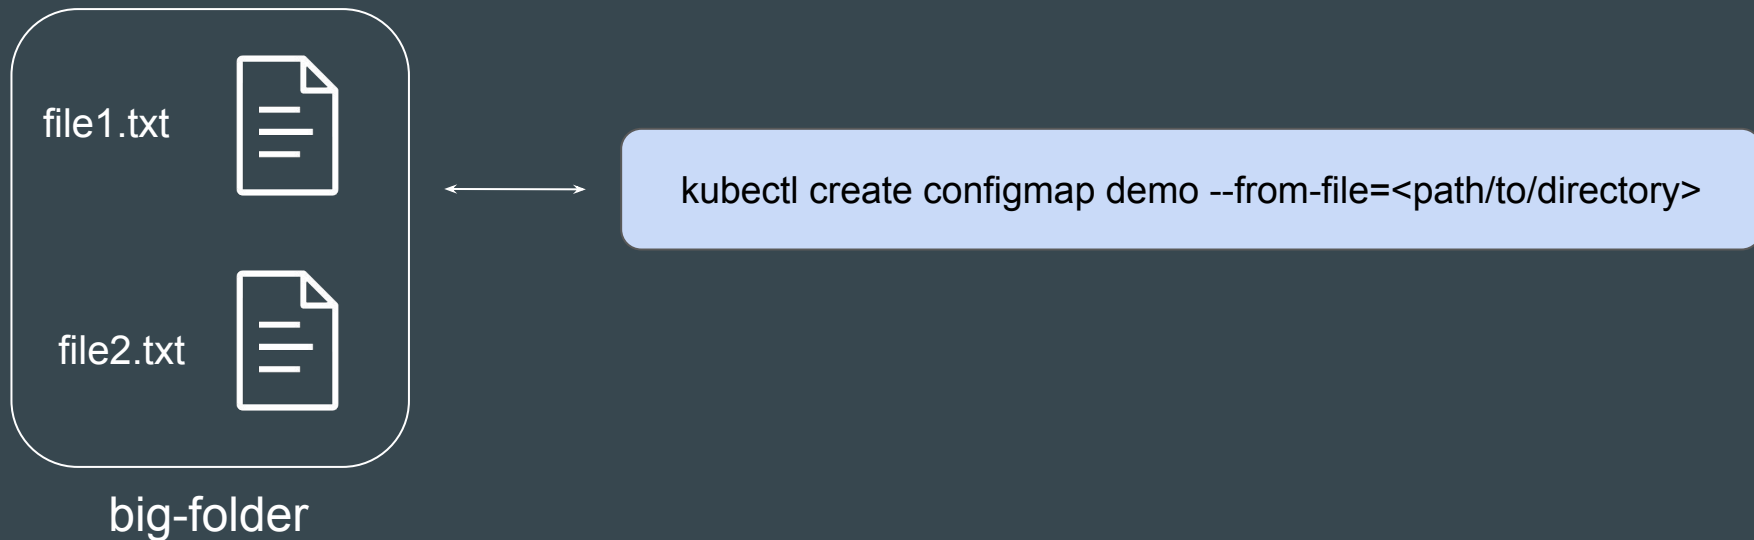 file1.txt
kubectl create configmap demo --from-file=<path/to/directory>
file2.txt
big-folder